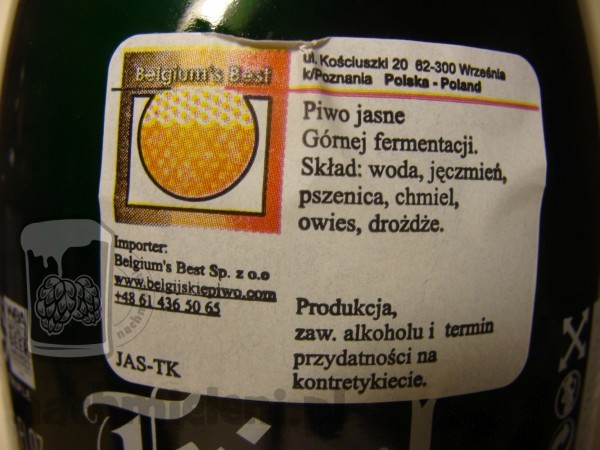 Belgium's Best
ul. Kościuszki 20 62-300 Września
k/Poznania Polska - Poland
Piwo jasne
Górnej fermentacji.
Skład: woda, jęczmień,
pszenica, chmiel,
owies, drożdże.
Importer:
Belgium's Best Sp. z o.o
www.belgijskiepiwo.com
+48 61 436 50 65
JAS-TK
Produkcja,
zaw. alkoholu i termin
przydatności na
kontretykiecie.